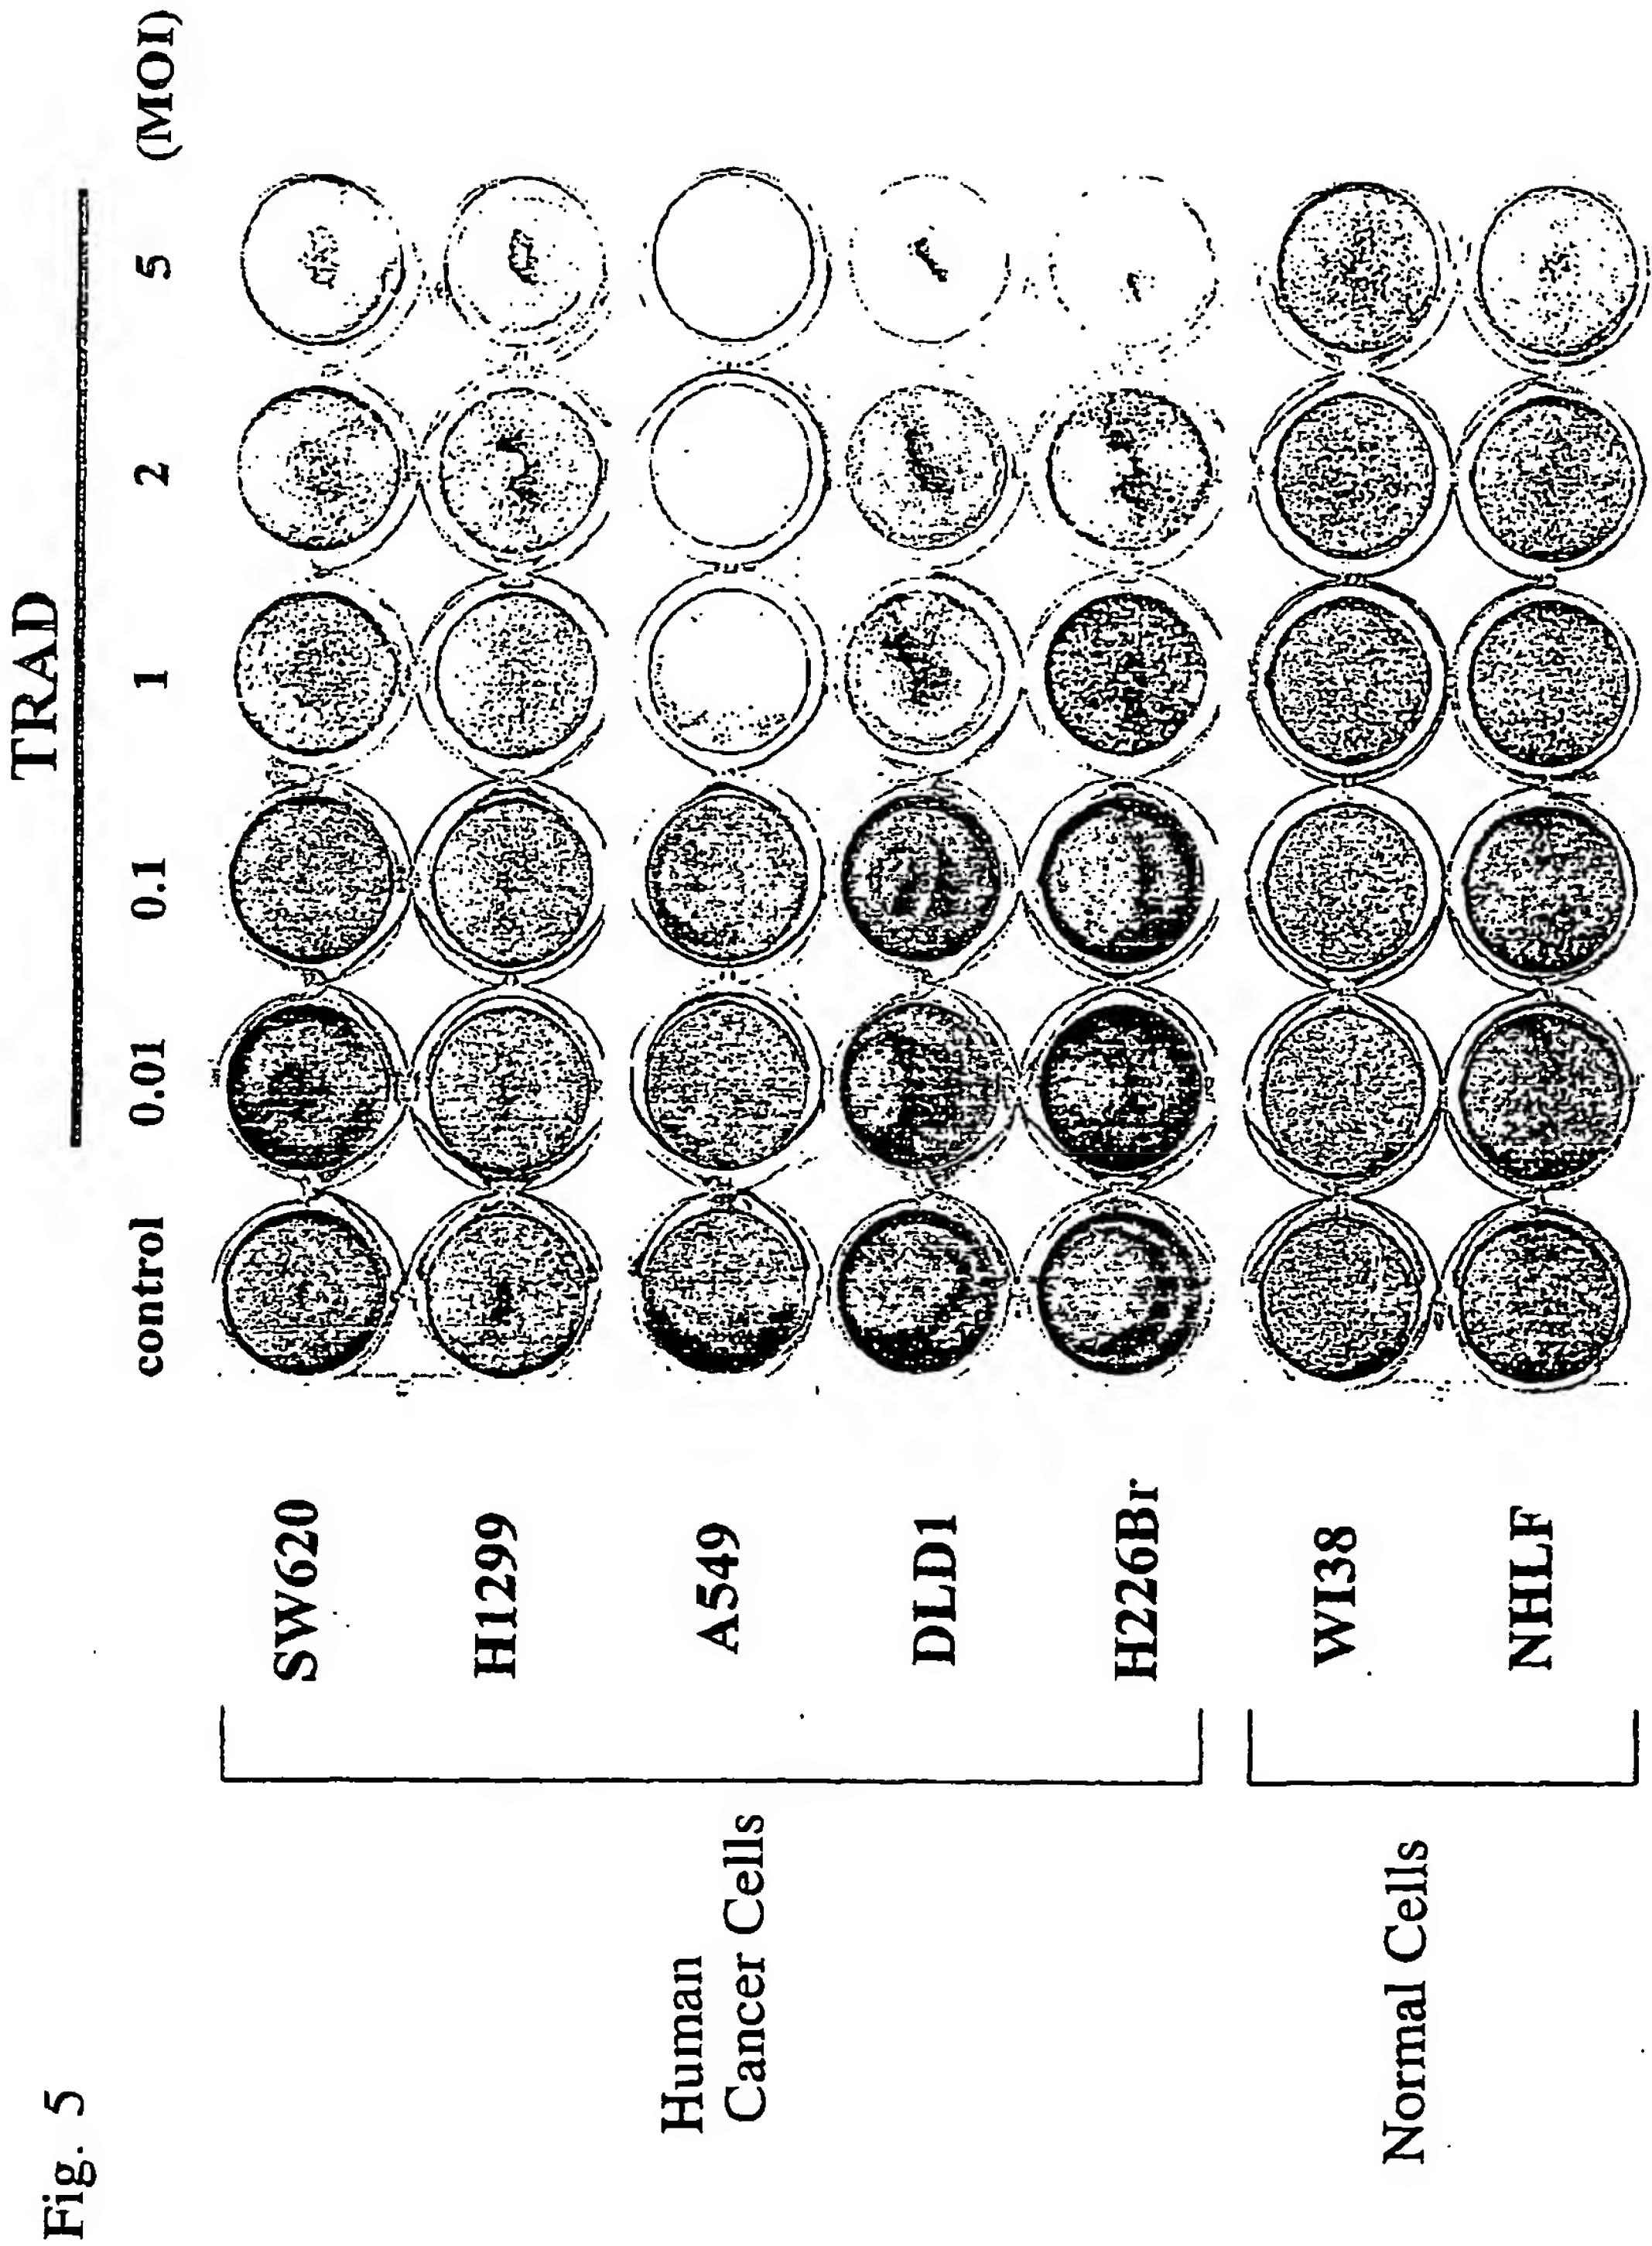 Fig. 5
TRAD
control 0.01 0.1 1 2 5 (MOI)
Human
Cancer Cells
SW620
H1299
A549
DLD1
H226Br
Normal Cells
WI38
NHLF